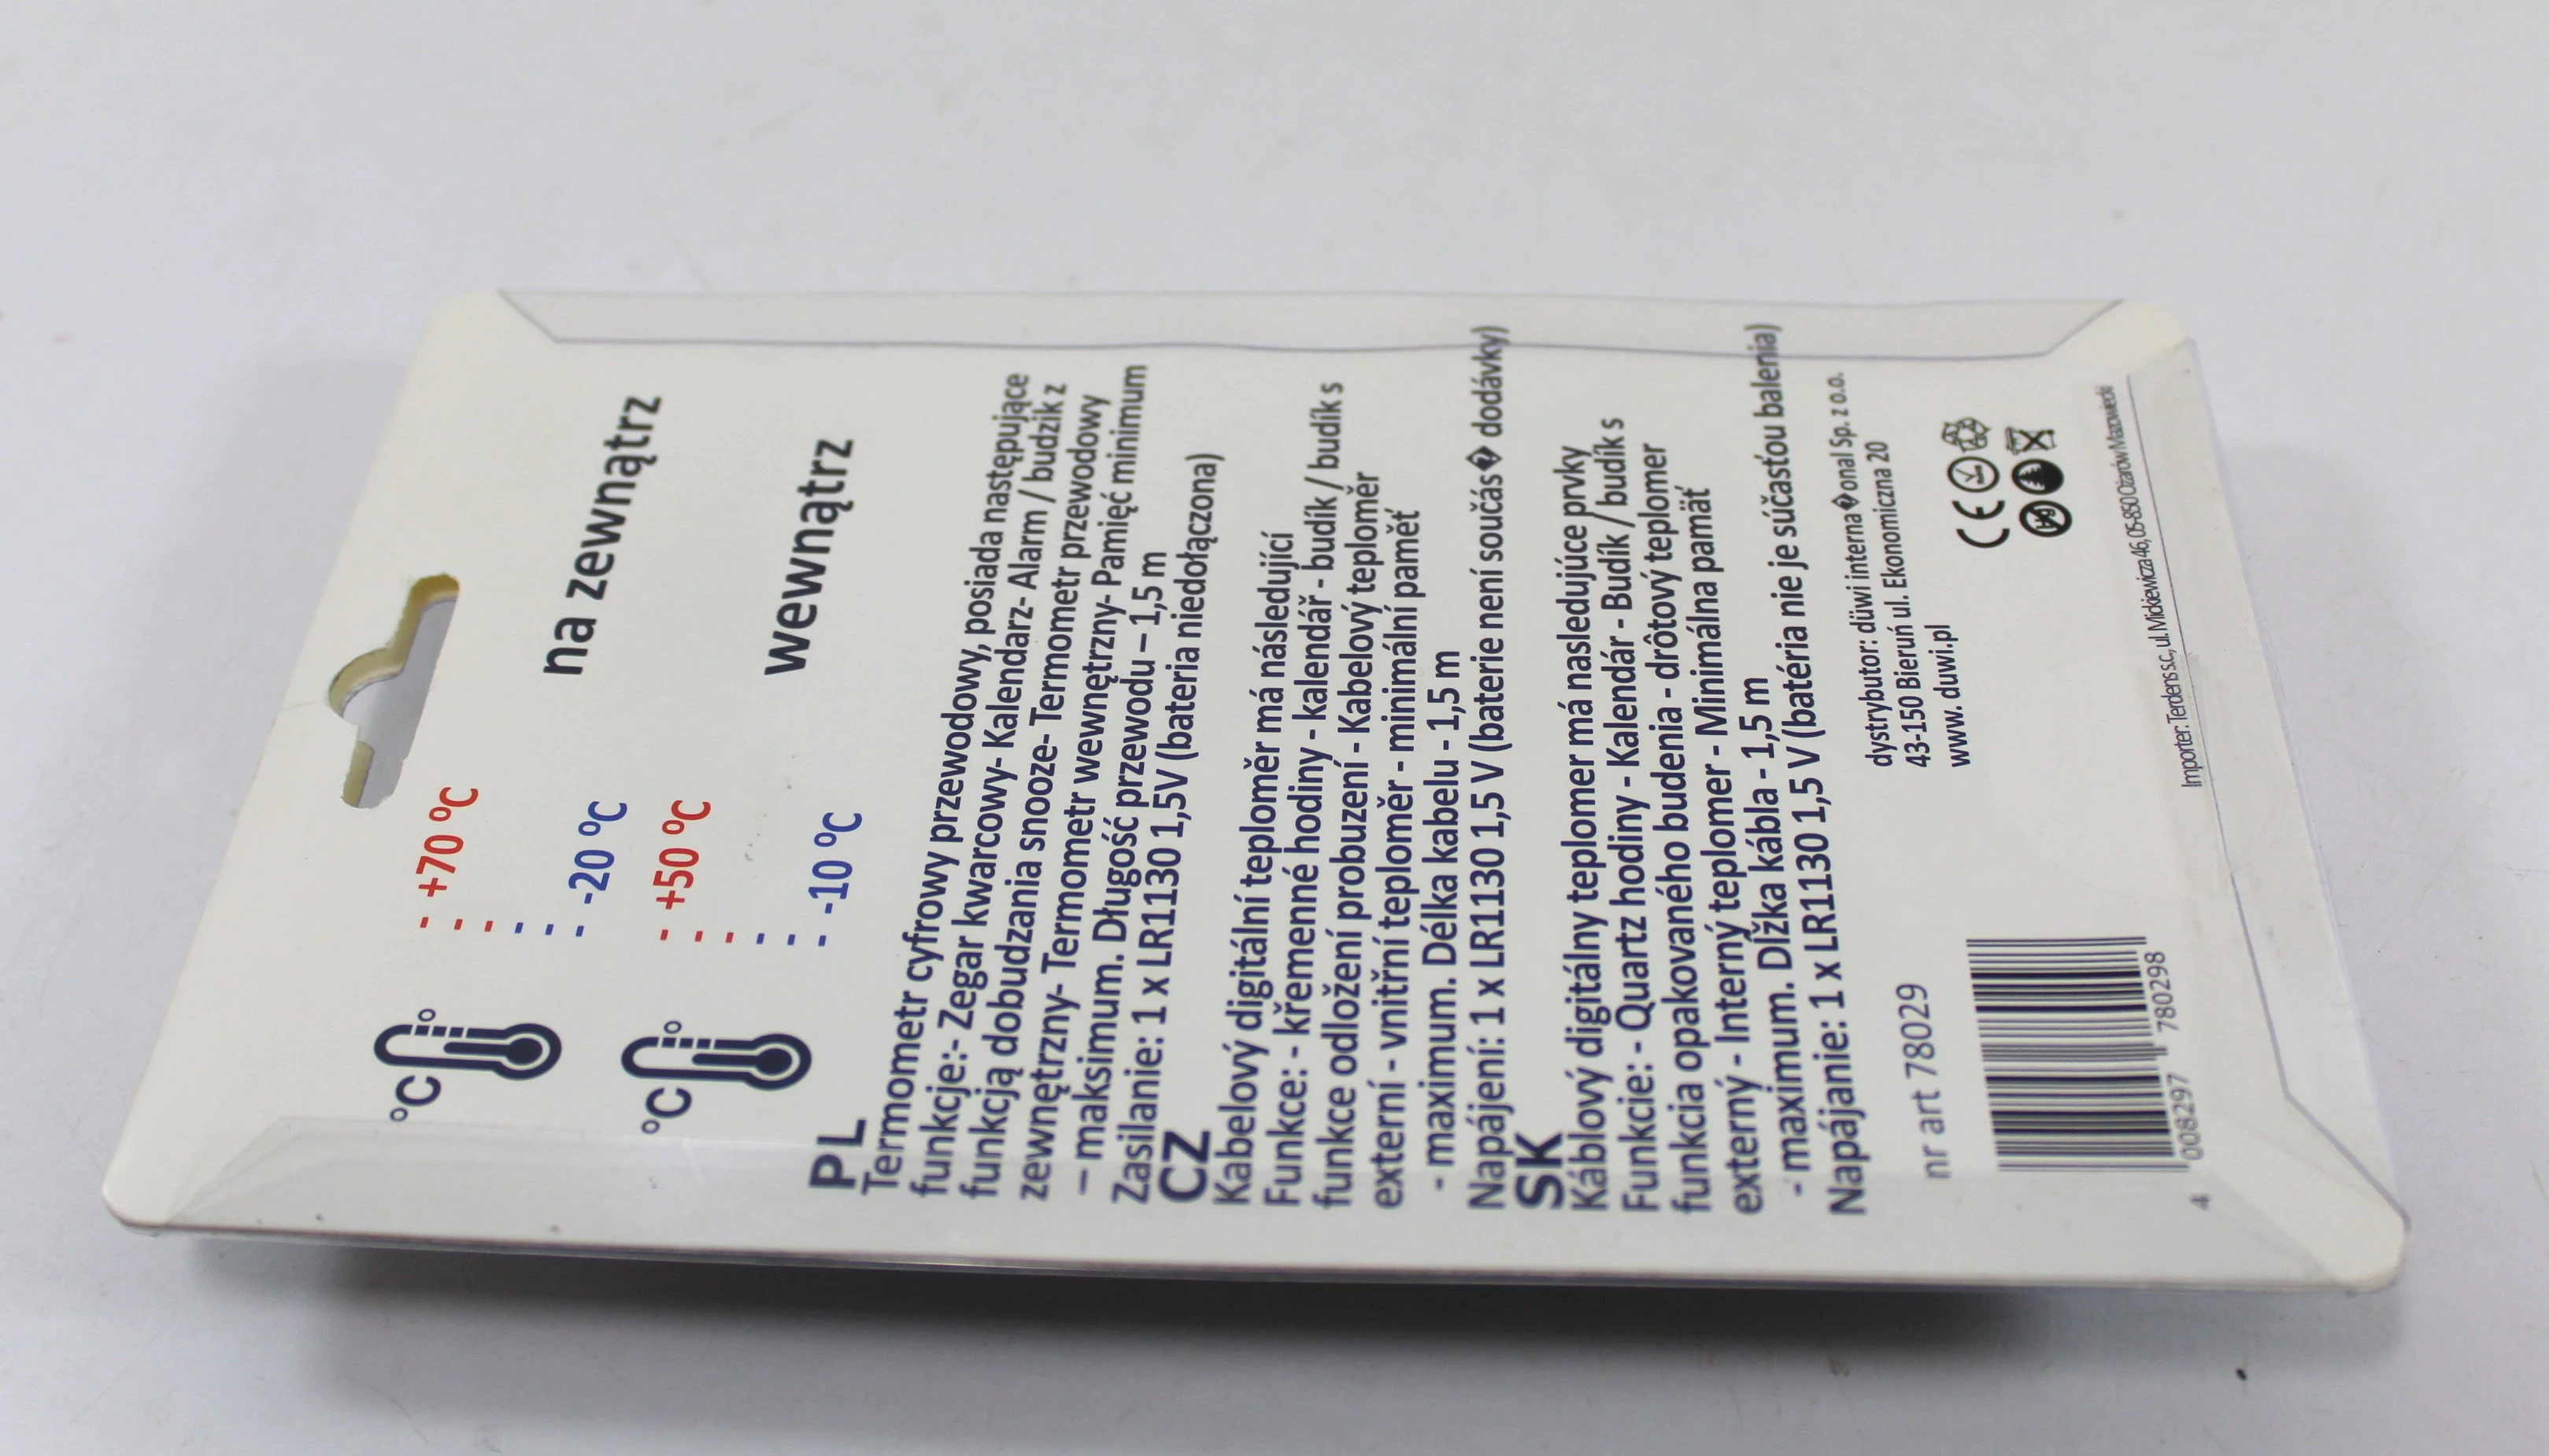 °C
+70 °C
-20 °C
na zewnątrz
°C
+50 °C
-10 °C
wewnątrz
PL
Termometr cyfrowy przewodowy, posiada następujące
funkcje:- Zegar kwarcowy- Kalendarz- Alarm / budzik z
funkcją dobudzania snooze- Termometr przewodowy
zewnętrzny- Termometr wewnętrzny- Pamięć minimum
– maksimum. Długość przewodu – 1,5 m
Zasilanie: 1 x LR1130 1,5V (bateria niedołączona)
CZ
Kabelový digitální teploměr má následující
Funkce: - křemenné hodiny - kalendář - budík / budík s
funkce odložení probuzení - Kabelový teploměr
externí - vnitřní teploměr - minimální paměť
- maximum. Délka kabelu - 1,5 m
Napájení: 1 x LR1130 1,5 V (baterie není součás� dodávky)
SK
Káblový digitálny teplomer má nasledujúce prvky
Funkcie: - Quartz hodiny - Kalendár - Budík / budík s
funkcia opakovaného budenia - drôtový teplomer
externý - Interný teplomer - Minimálna pamäť
- maximum. Dĺžka kábla - 1,5 m
Napájanie: 1 x LR1130 1,5 V (batéria nie je súčasťou balenia)
dystrybutor: düwi interna�onal Sp. z o.o.
43-150 Bieruń ul. Ekonomiczna 20
www. duwi.pl
nr art 78029
CE
Hg
4 008297 780298
Importer: Terdens s.c., ul. Mickiewicza 46, 05-850 Ożarów Mazowiecki